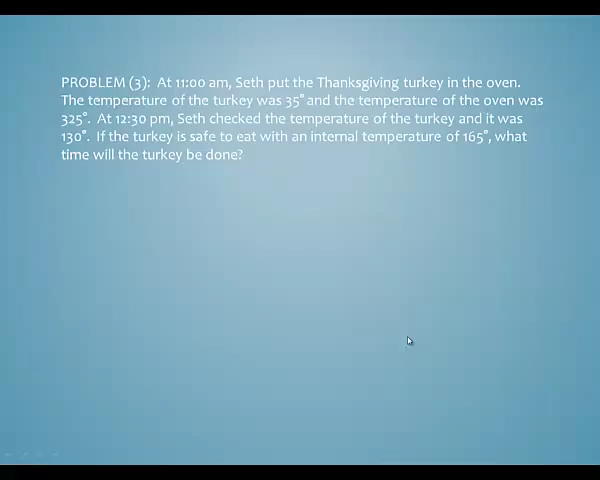 PROBLEM (3):  At 11:00 am, Seth put the Thanksgiving turkey in the oven.
The temperature of the turkey was 35° and the temperature of the oven was
325°.  At 12:30 pm, Seth checked the temperature of the turkey and it was
130°.  If the turkey is safe to eat with an internal temperature of 165°, what
time will the turkey be done?